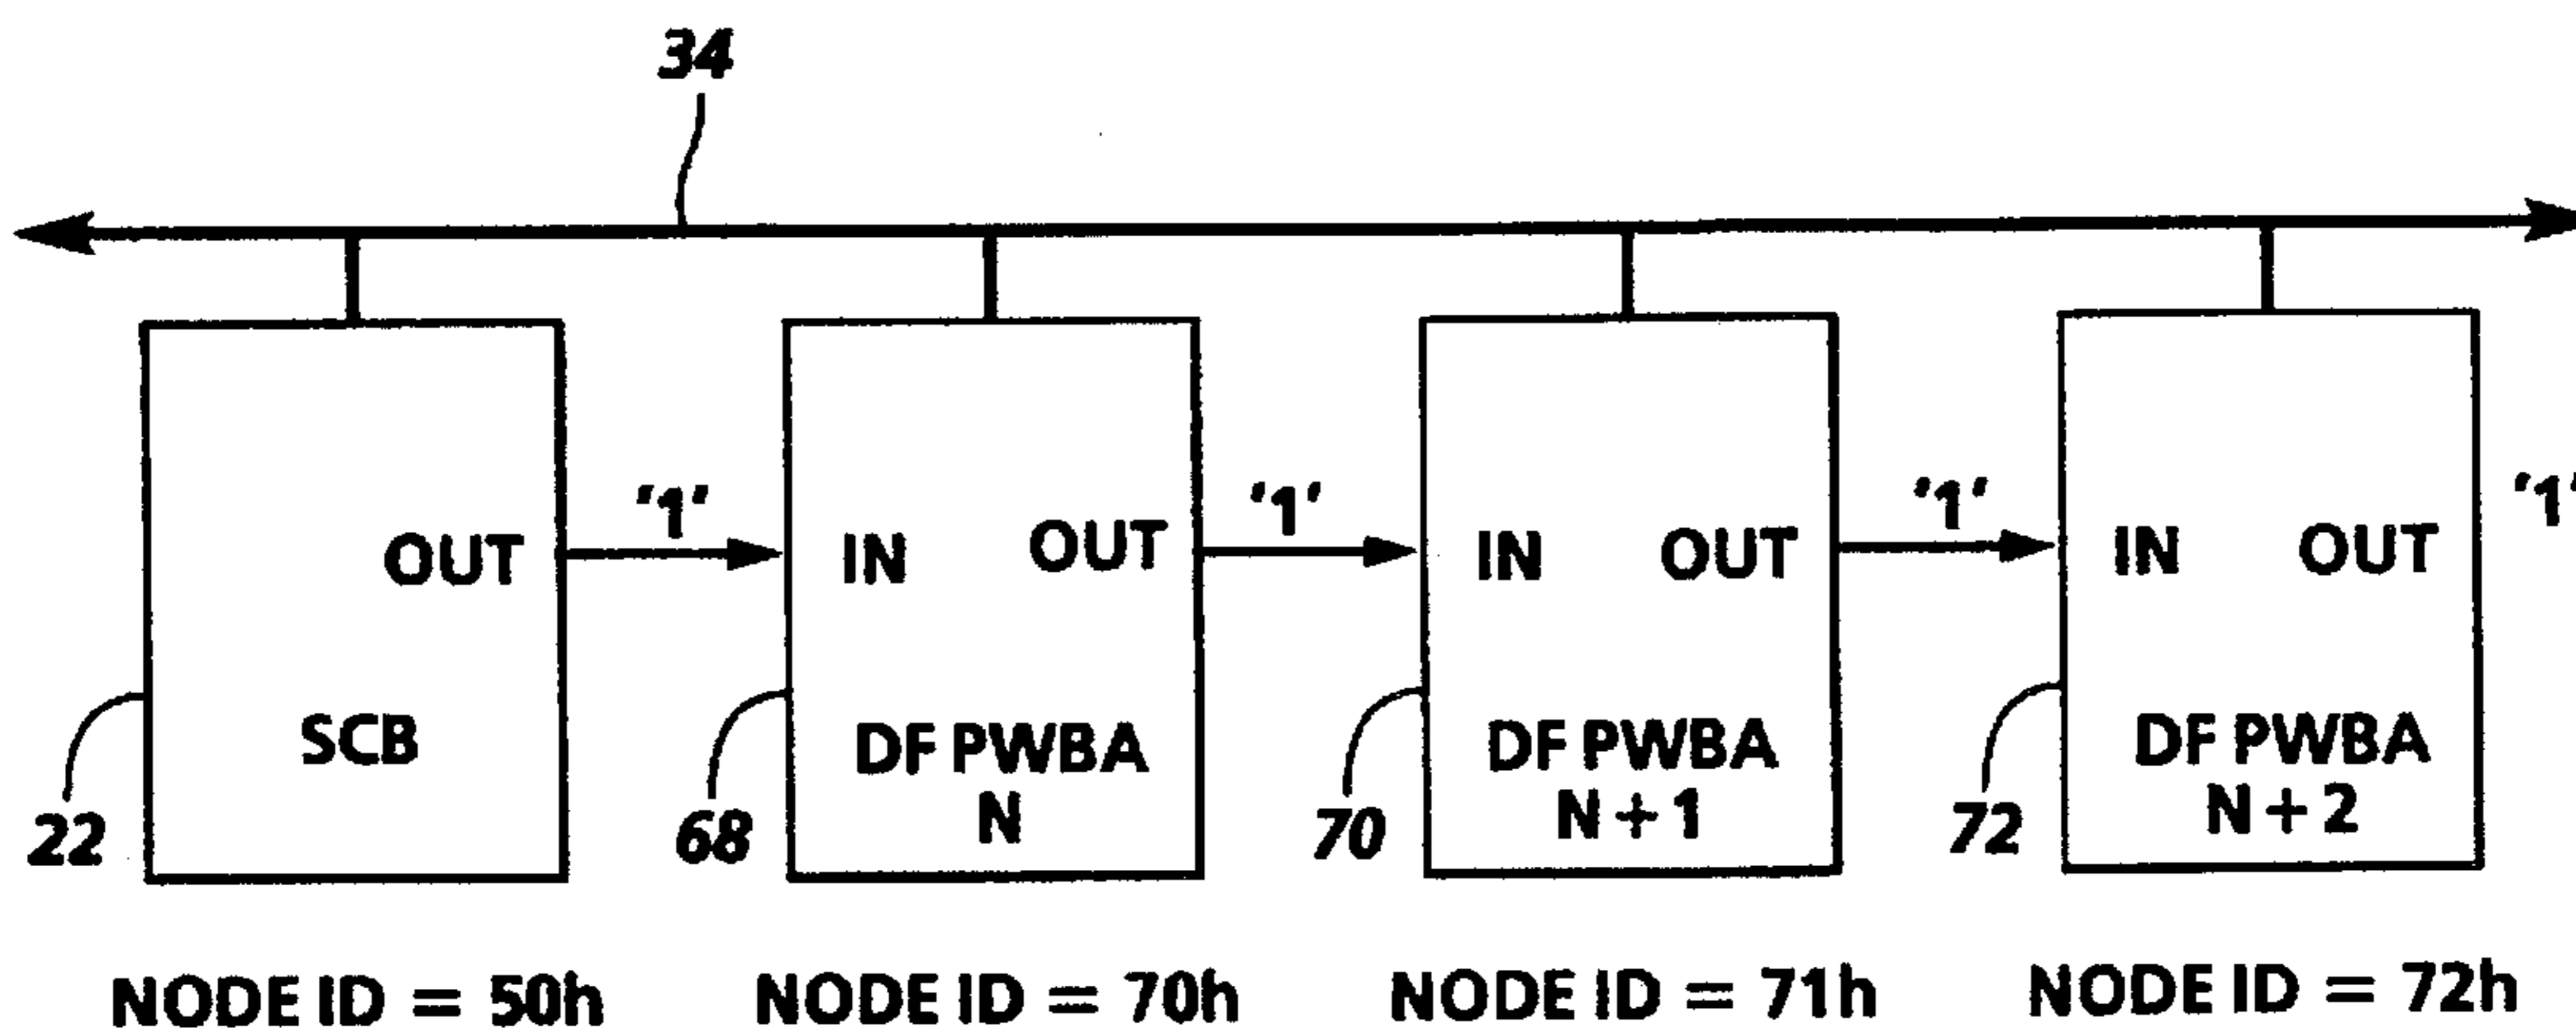 34
'1' '1' '1' '1'
OUT IN OUT IN OUT IN OUT
SCB DF PWBA DF PWBA DF PWBA
N N + 1 N + 2
22 68 70 72
NODE ID = 50h NODE ID = 70h NODE ID = 71h NODE ID = 72h